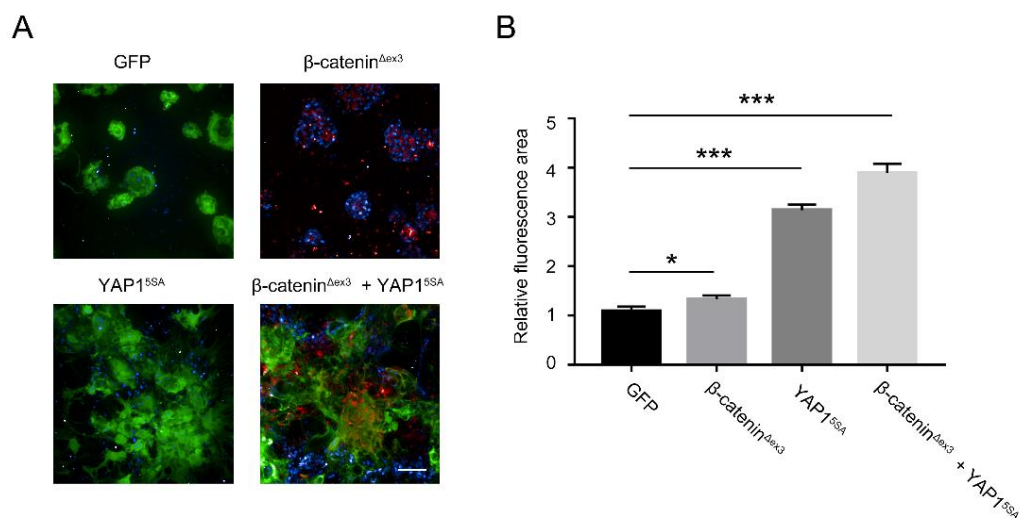 A
GFP
β-catenin^Δex3
YAP1^5SA
β-catenin^Δex3 + YAP1^5SA
B
Relative fluorescence area
5
4
3
2
1
0
***
***
*
GFP
β-catenin^Δex3
YAP1^5SA
β-catenin^Δex3 + YAP1^5SA